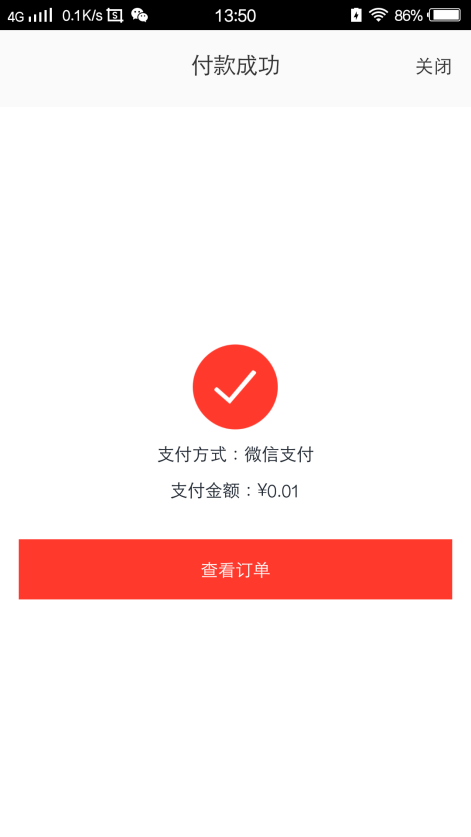 4G 0.1K/s 13:50 86%
付款成功 关闭
支付方式：微信支付
支付金额：¥0.01
查看订单